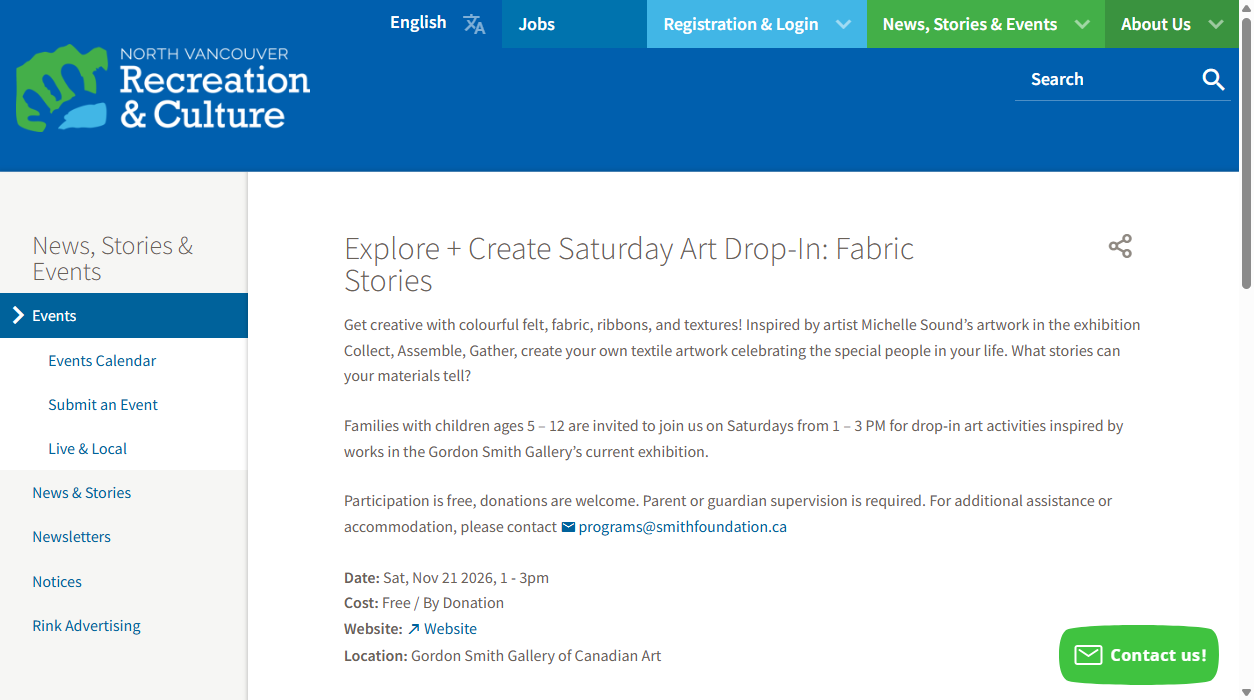 English
Jobs
Registration & Login
News, Stories & Events
About Us
NORTH VANCOUVER
Recreation
& Culture
Search
News, Stories &
Events
Events
Events Calendar
Submit an Event
Live & Local
News & Stories
Newsletters
Notices
Rink Advertising
Explore + Create Saturday Art Drop-In: Fabric
Stories
Get creative with colourful felt, fabric, ribbons, and textures! Inspired by artist Michelle Sound’s artwork in the exhibition
Collect, Assemble, Gather, create your own textile artwork celebrating the special people in your life. What stories can
your materials tell?
Families with children ages 5 – 12 are invited to join us on Saturdays from 1 – 3 PM for drop-in art activities inspired by
works in the Gordon Smith Gallery’s current exhibition.
Participation is free, donations are welcome. Parent or guardian supervision is required. For additional assistance or
accommodation, please contact programs@smithfoundation.ca
Date: Sat, Nov 21 2026, 1 - 3pm
Cost: Free / By Donation
Website: Website
Location: Gordon Smith Gallery of Canadian Art
Contact us!